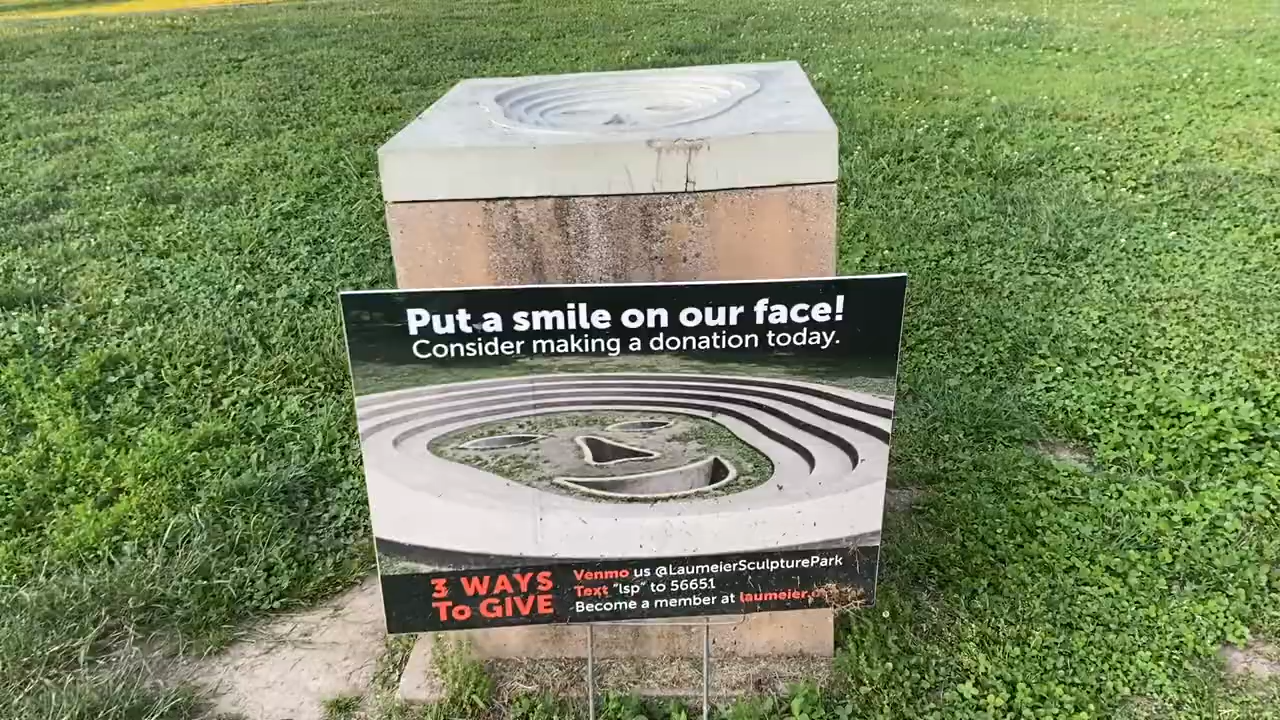 Put a smile on our face!
Consider making a donation today.
3 WAYS
To GIVE
Venmo us @LaumeierSculpturePark
Text "lsp" to 56651
Become a member at laumeier.